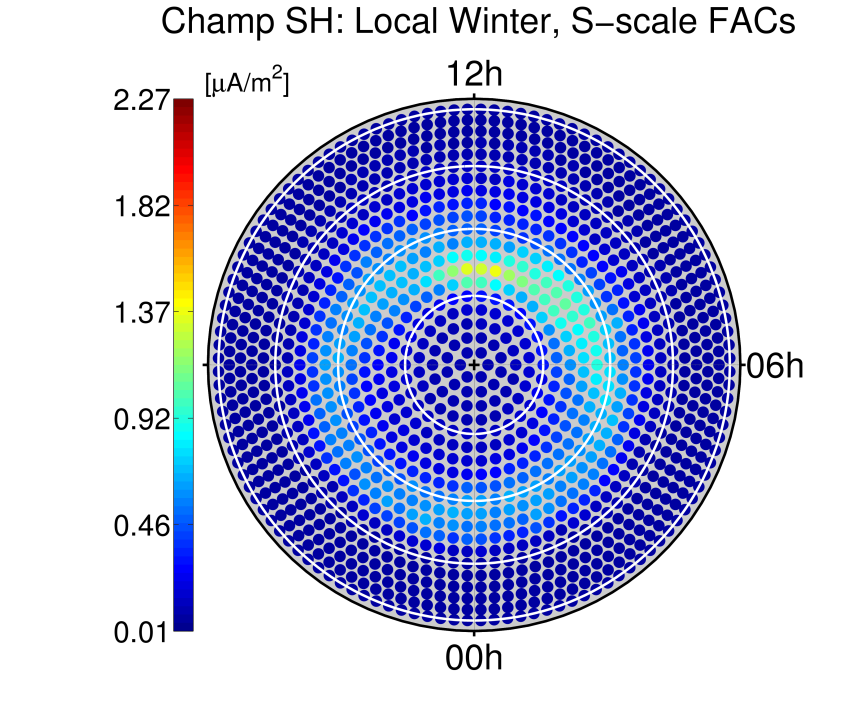 Champ SH: Local Winter, S−scale FACs
[μA/m²]
12h
2.27
1.82
1.37
0.92
0.46
0.01
06h
00h